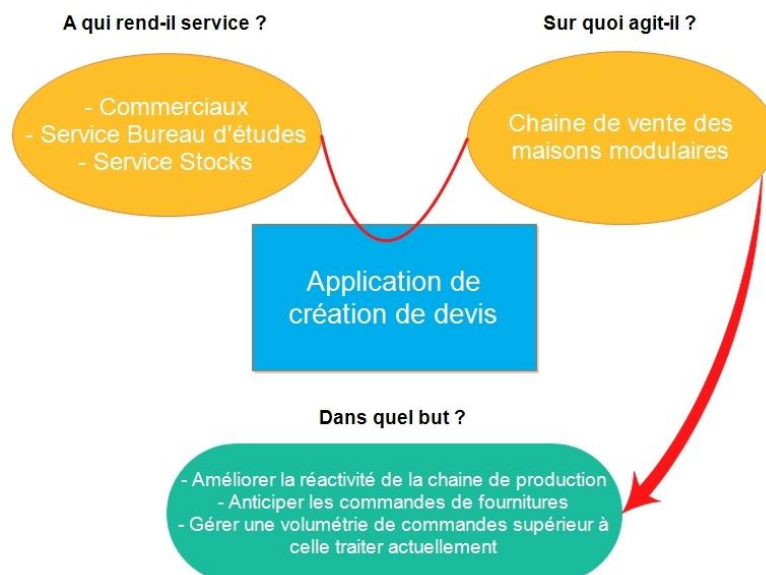 A qui rend-il service ?
Sur quoi agit-il ?
- Commerciaux
- Service Bureau d'études
- Service Stocks
Chaine de vente des
maisons modulaires
Application de
création de devis
Dans quel but ?
- Améliorer la réactivité de la chaine de production
- Anticiper les commandes de fournitures
- Gérer une volumétrie de commandes supérieur à
celle traiter actuellement